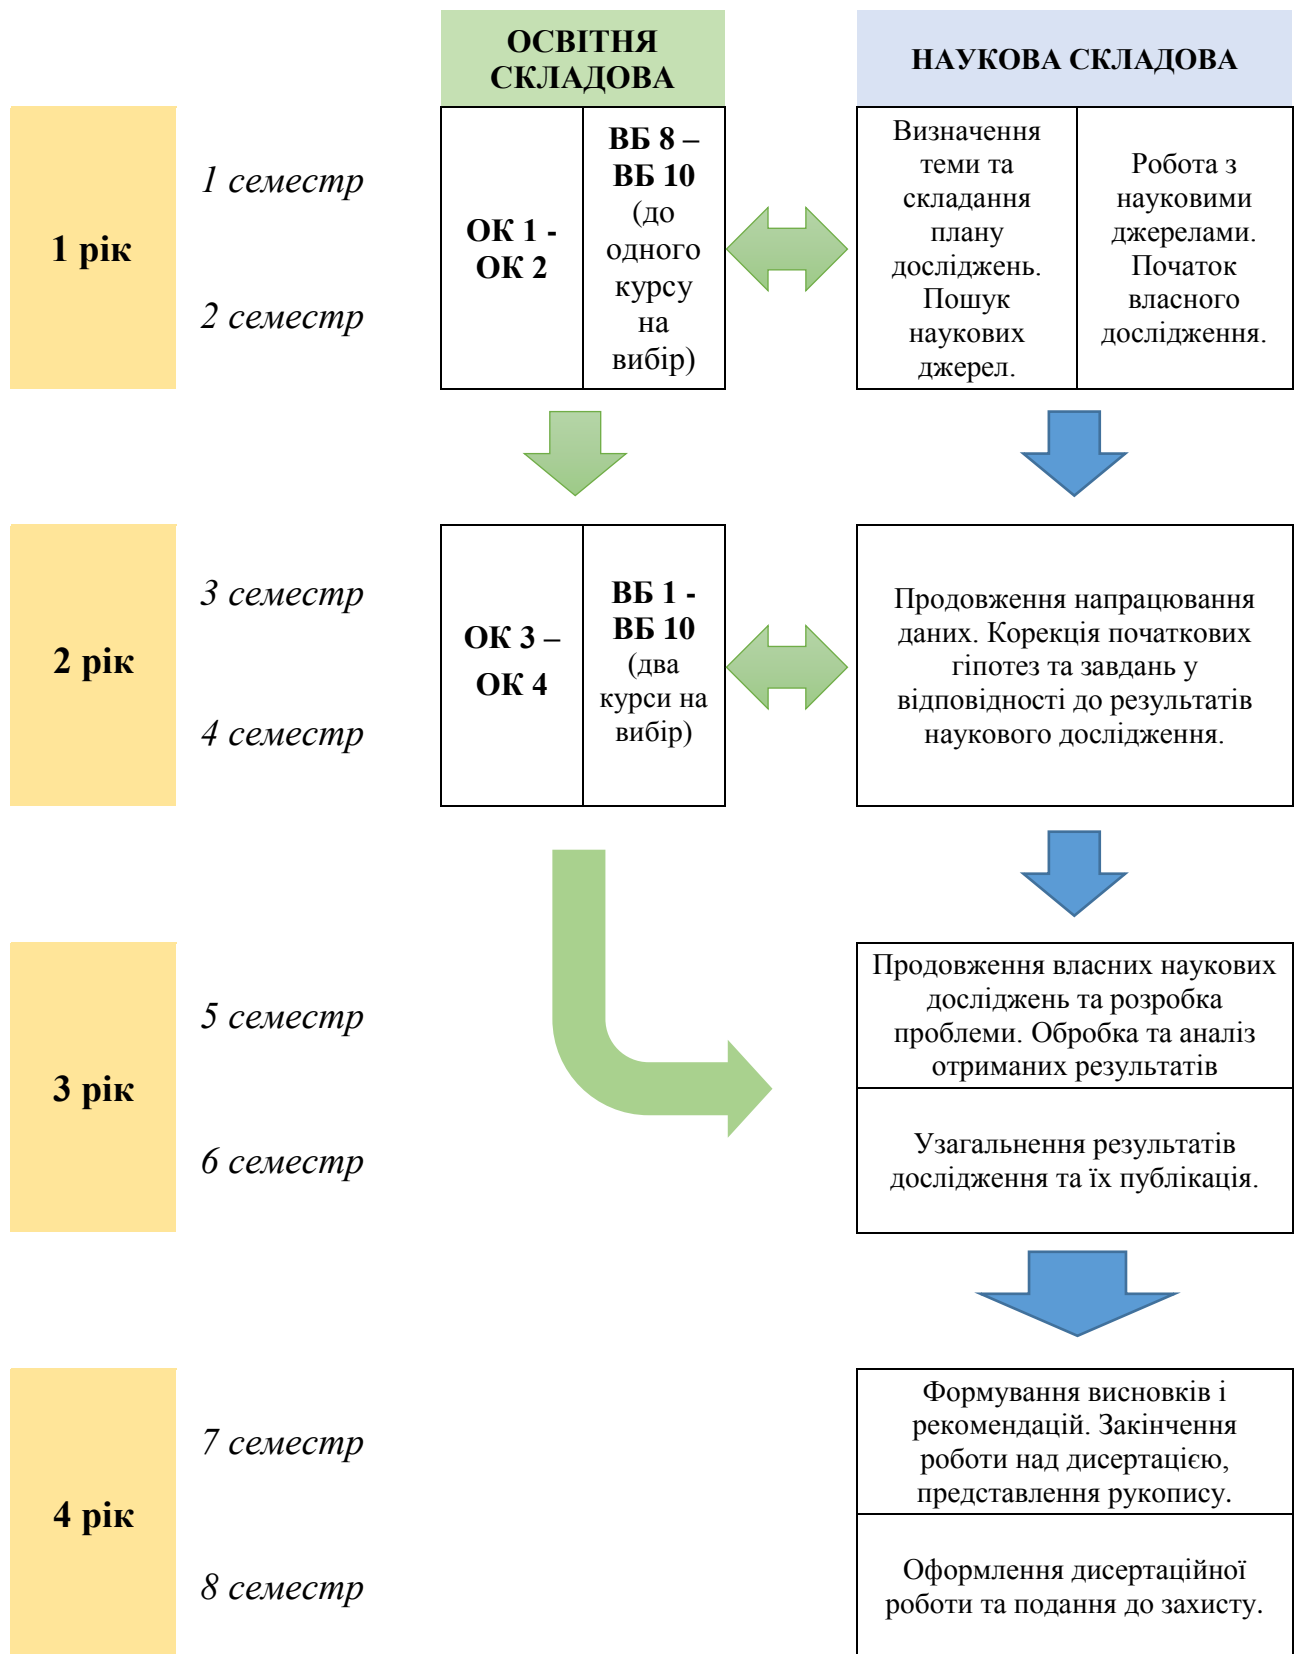 ОСВІТНЯ
СКЛАДОВА
НАУКОВА СКЛАДОВА
1 рік
1 семестр
2 семестр
ОК 1 -
ОК 2
ВБ 8 –
ВБ 10
(до
одного
курсу
на
вибір)
Визначення
теми та
складання
плану
досліджень.
Пошук
наукових
джерел.
Робота з
науковими
джерелами.
Початок
власного
дослідження.
2 рік
3 семестр
4 семестр
ОК 3 –
ОК 4
ВБ 1 -
ВБ 10
(два
курси на
вибір)
Продовження напрацювання
даних. Корекція початкових
гіпотез та завдань у
відповідності до результатів
наукового дослідження.
3 рік
5 семестр
6 семестр
Продовження власних наукових
досліджень та розробка
проблеми. Обробка та аналіз
отриманих результатів
Узагальнення результатів
дослідження та їх публікація.
4 рік
7 семестр
8 семестр
Формування висновків і
рекомендацій. Закінчення
роботи над дисертацією,
представлення рукопису.
Оформлення дисертаційної
роботи та подання до захисту.